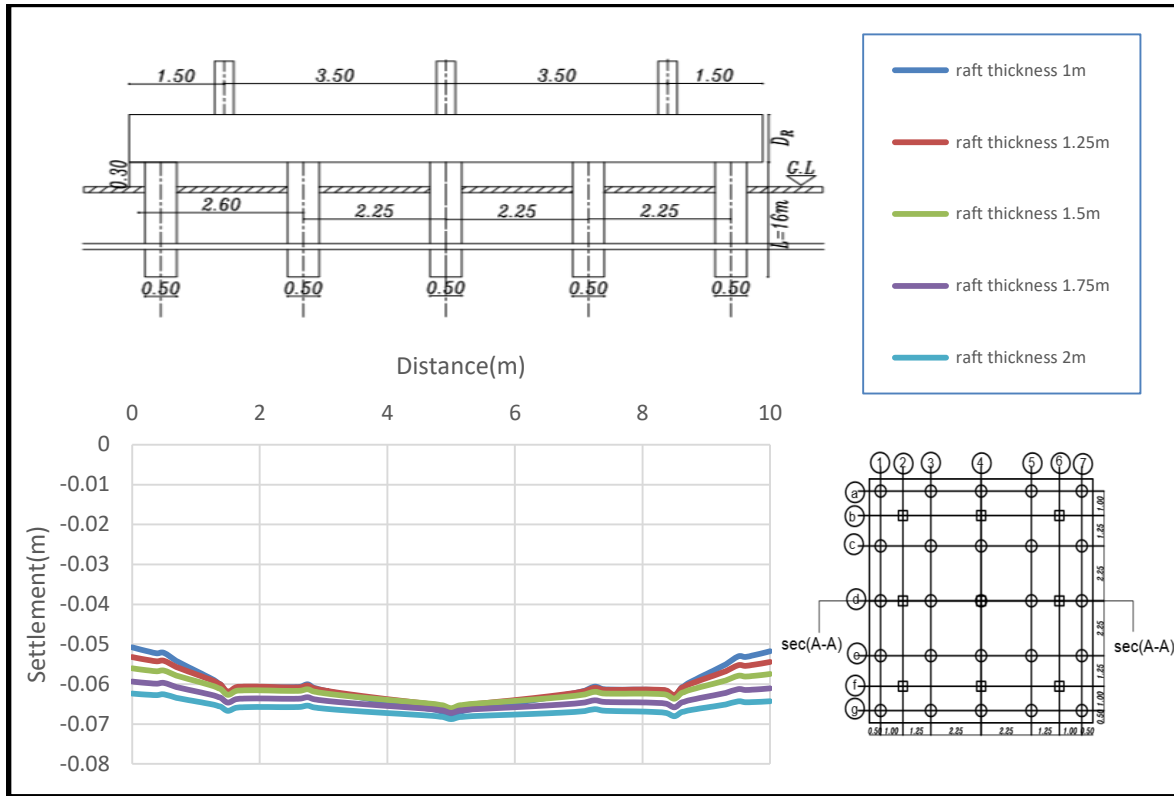 1.50 3.50 3.50 1.50
D_R
0.30
G.L
2.60 2.25 2.25 2.25
L=16m
0.50 0.50 0.50 0.50 0.50
raft thickness 1m
raft thickness 1.25m
raft thickness 1.5m
raft thickness 1.75m
raft thickness 2m
Distance(m)
0 2 4 6 8 10
Settlement(m)
0
-0.01
-0.02
-0.03
-0.04
-0.05
-0.06
-0.07
-0.08
1 2 3 4 5 6 7
a
b
c
d
e
f
g
1.00
1.25
2.25
2.25
1.25
1.00
0.50
sec(A-A) sec(A-A)
0.50 1.00 1.25 2.25 2.25 1.25 1.00 0.50